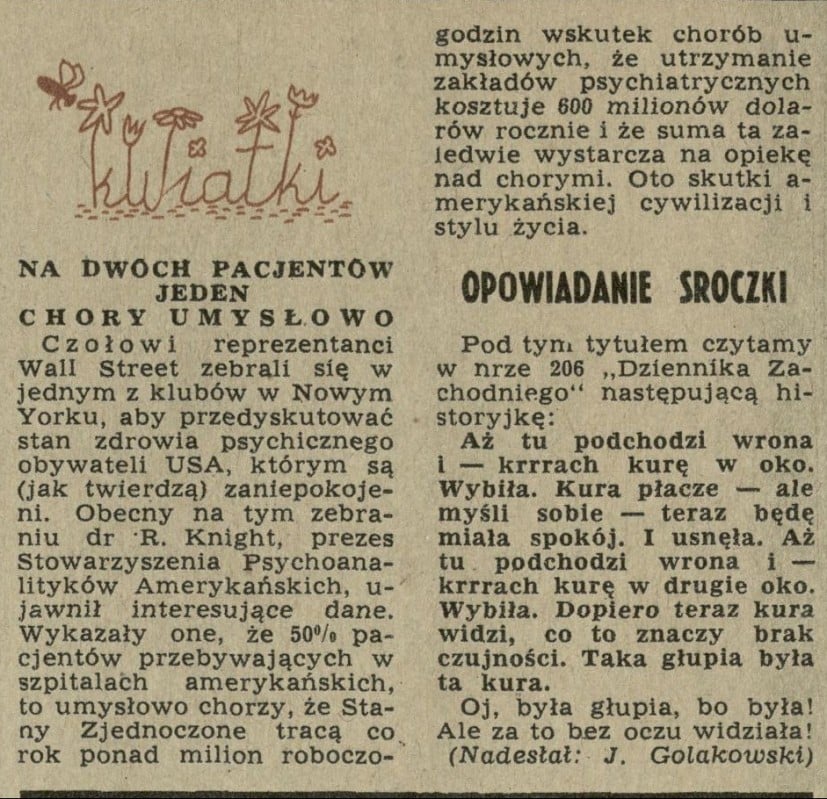 kwiatki
NA DWÓCH PACJENTÓW
JEDEN
CHORY UMYSŁOWO
Czołowi reprezentanci
Wall Street zebrali się w
jednym z klubów w Nowym
Yorku, aby przedyskutować
stan zdrowia psychicznego
obywateli USA, którym są
(jak twierdzą) zaniepokoje-
ni. Obecny na tym zebra-
niu dr R. Knight, prezes
Stowarzyszenia Psychoana-
lityków Amerykańskich, u-
jawnił interesujące dane.
Wykazały one, że 50% pa-
cjentów przebywających w
szpitalach amerykańskich,
to umysłowo chorzy, że Sta-
ny Zjednoczone tracą co
rok ponad milion roboczo-
godzin wskutek chorób u-
mysłowych, że utrzymanie
zakładów psychiatrycznych
kosztuje 600 milionów dola-
rów rocznie i że suma ta za-
ledwie wystarcza na opiekę
nad chorymi. Oto skutki a-
merykańskiej cywilizacji i
stylu życia.
OPOWIADANIE SROCZKI
Pod tym tytułem czytamy
w nrze 206 „Dziennika Za-
chodniego" następującą hi-
storyjkę:
Aż tu podchodzi wrona
i — krrrach kurę w oko.
Wybiła. Kura płacze — ale
myśli sobie — teraz będę
miała spokój. I usnęła. Aż
tu podchodzi wrona i —
krrrach kurę w drugie oko.
Wybiła. Dopiero teraz kura
widzi, co to znaczy brak
czujności. Taka głupia była
ta kura.
Oj, była głupia, bo była!
Ale za to bez oczu widziała!
(Nadesłał: J. Golakowski)